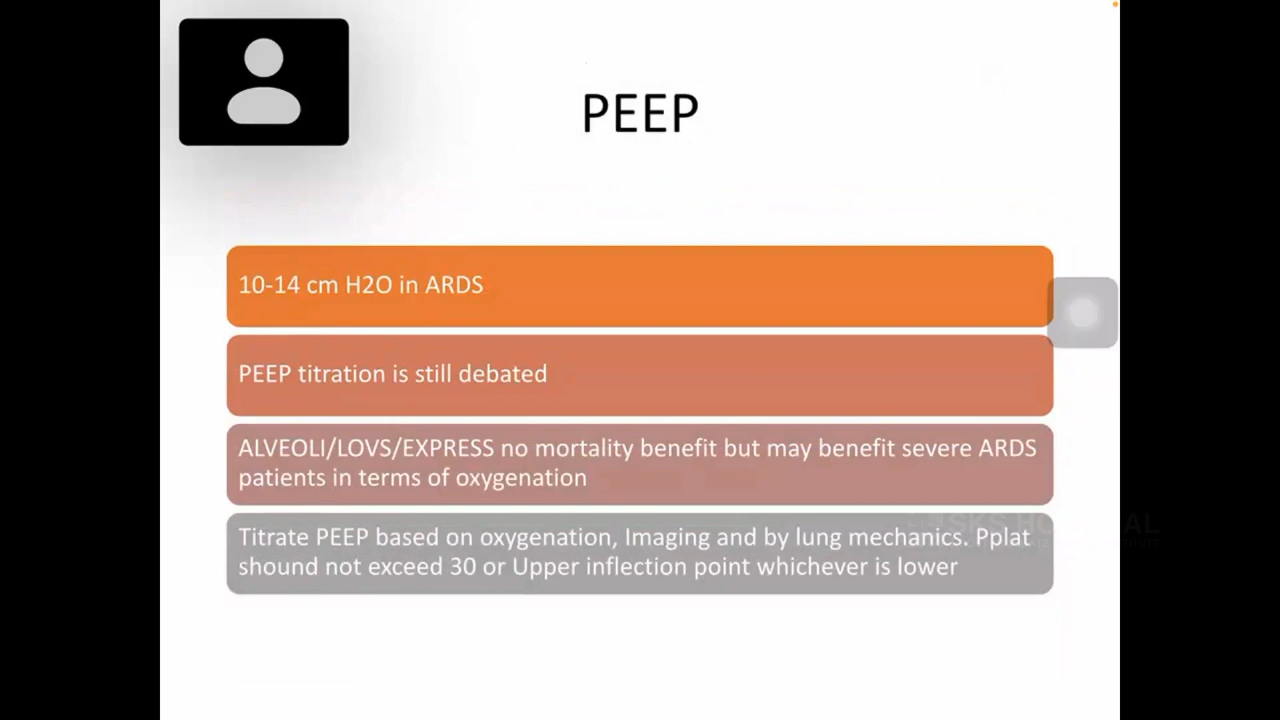 PEEP
10-14 cm H2O in ARDS
PEEP titration is still debated
ALVEOLI/LOVS/EXPRESS no mortality benefit but may benefit severe ARDS
patients in terms of oxygenation
Titrate PEEP based on oxygenation, Imaging and by lung mechanics. Pplat
shound not exceed 30 or Upper inflection point whichever is lower
SKS